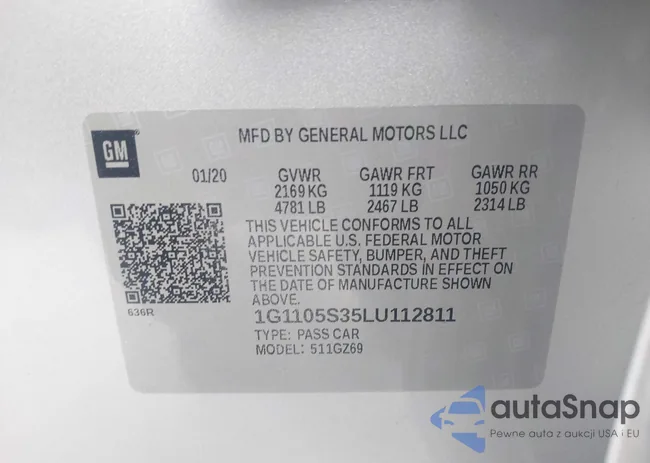 MFD BY GENERAL MOTORS LLC
GM
01/20 GVWR GAWR FRT GAWR RR
2169 KG 1119 KG 1050 KG
4781 LB 2467 LB 2314 LB
THIS VEHICLE CONFORMS TO ALL
APPLICABLE U.S. FEDERAL MOTOR
VEHICLE SAFETY, BUMPER, AND THEFT
PREVENTION STANDARDS IN EFFECT ON
THE DATE OF MANUFACTURE SHOWN
ABOVE.
636R
1G1105S35LU112811
TYPE: PASS CAR
MODEL: 511GZ69
autaSnap
Pewne auta z aukcji USA i EU